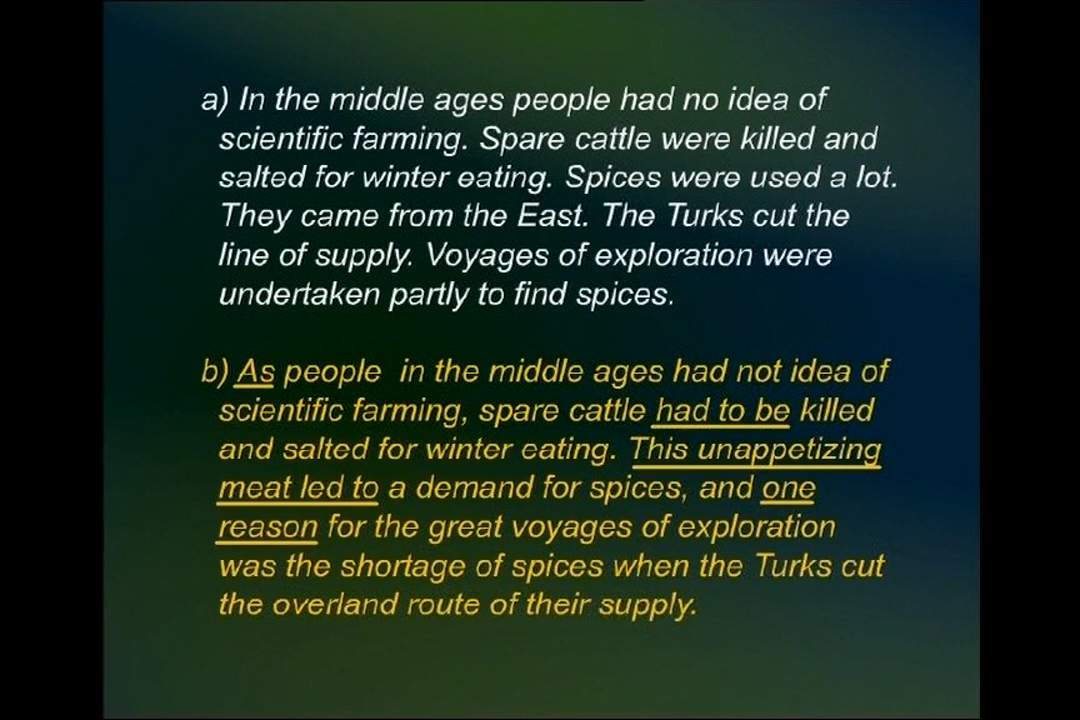 a) In the middle ages people had no idea of
scientific farming. Spare cattle were killed and
salted for winter eating. Spices were used a lot.
They came from the East. The Turks cut the
line of supply. Voyages of exploration were
undertaken partly to find spices.
b) As people in the middle ages had not idea of
scientific farming, spare cattle had to be killed
and salted for winter eating. This unappetizing
meat led to a demand for spices, and one
reason for the great voyages of exploration
was the shortage of spices when the Turks cut
the overland route of their supply.